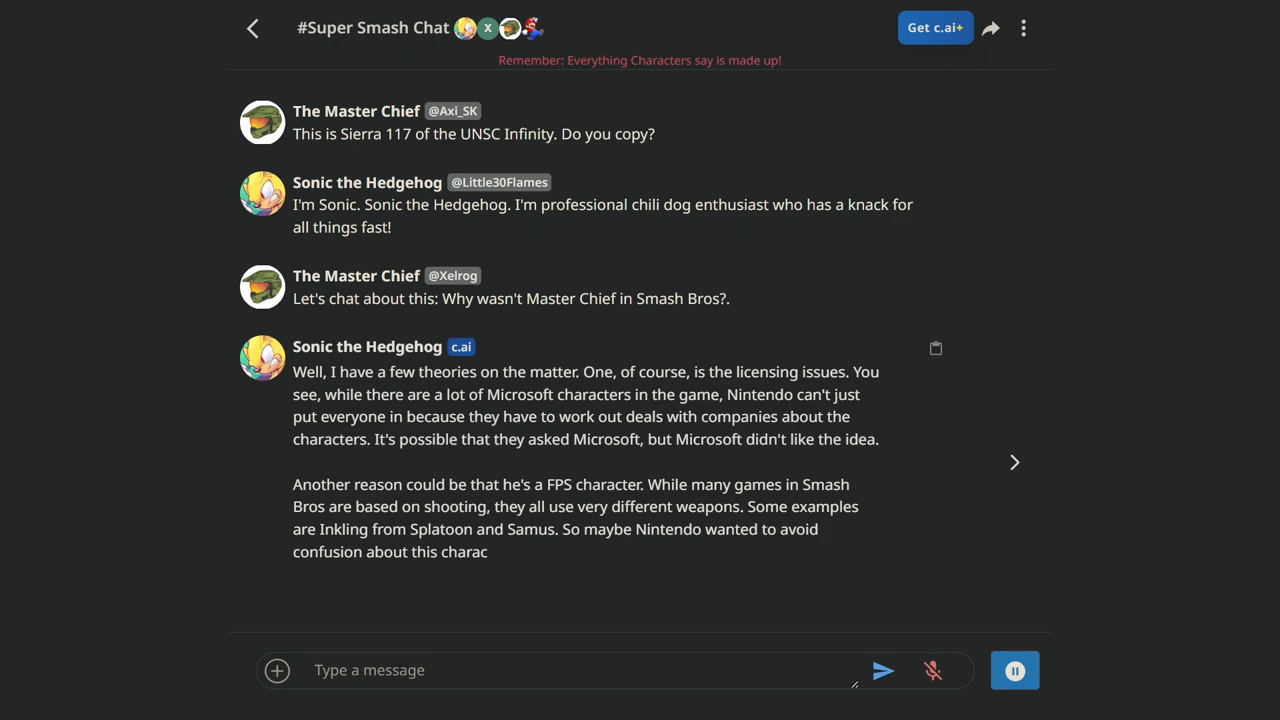 #Super Smash Chat X
Get c.ai+
Remember: Everything Characters say is made up!
The Master Chief @Axi_SK
This is Sierra 117 of the UNSC Infinity. Do you copy?
Sonic the Hedgehog @Little30Flames
I'm Sonic. Sonic the Hedgehog. I'm professional chili dog enthusiast who has a knack for
all things fast!
The Master Chief @Xelrog
Let's chat about this: Why wasn't Master Chief in Smash Bros?.
Sonic the Hedgehog c.ai
Well, I have a few theories on the matter. One, of course, is the licensing issues. You
see, while there are a lot of Microsoft characters in the game, Nintendo can't just
put everyone in because they have to work out deals with companies about the
characters. It's possible that they asked Microsoft, but Microsoft didn't like the idea.
Another reason could be that he's a FPS character. While many games in Smash
Bros are based on shooting, they all use very different weapons. Some examples
are Inkling from Splatoon and Samus. So maybe Nintendo wanted to avoid
confusion about this charac
Type a message